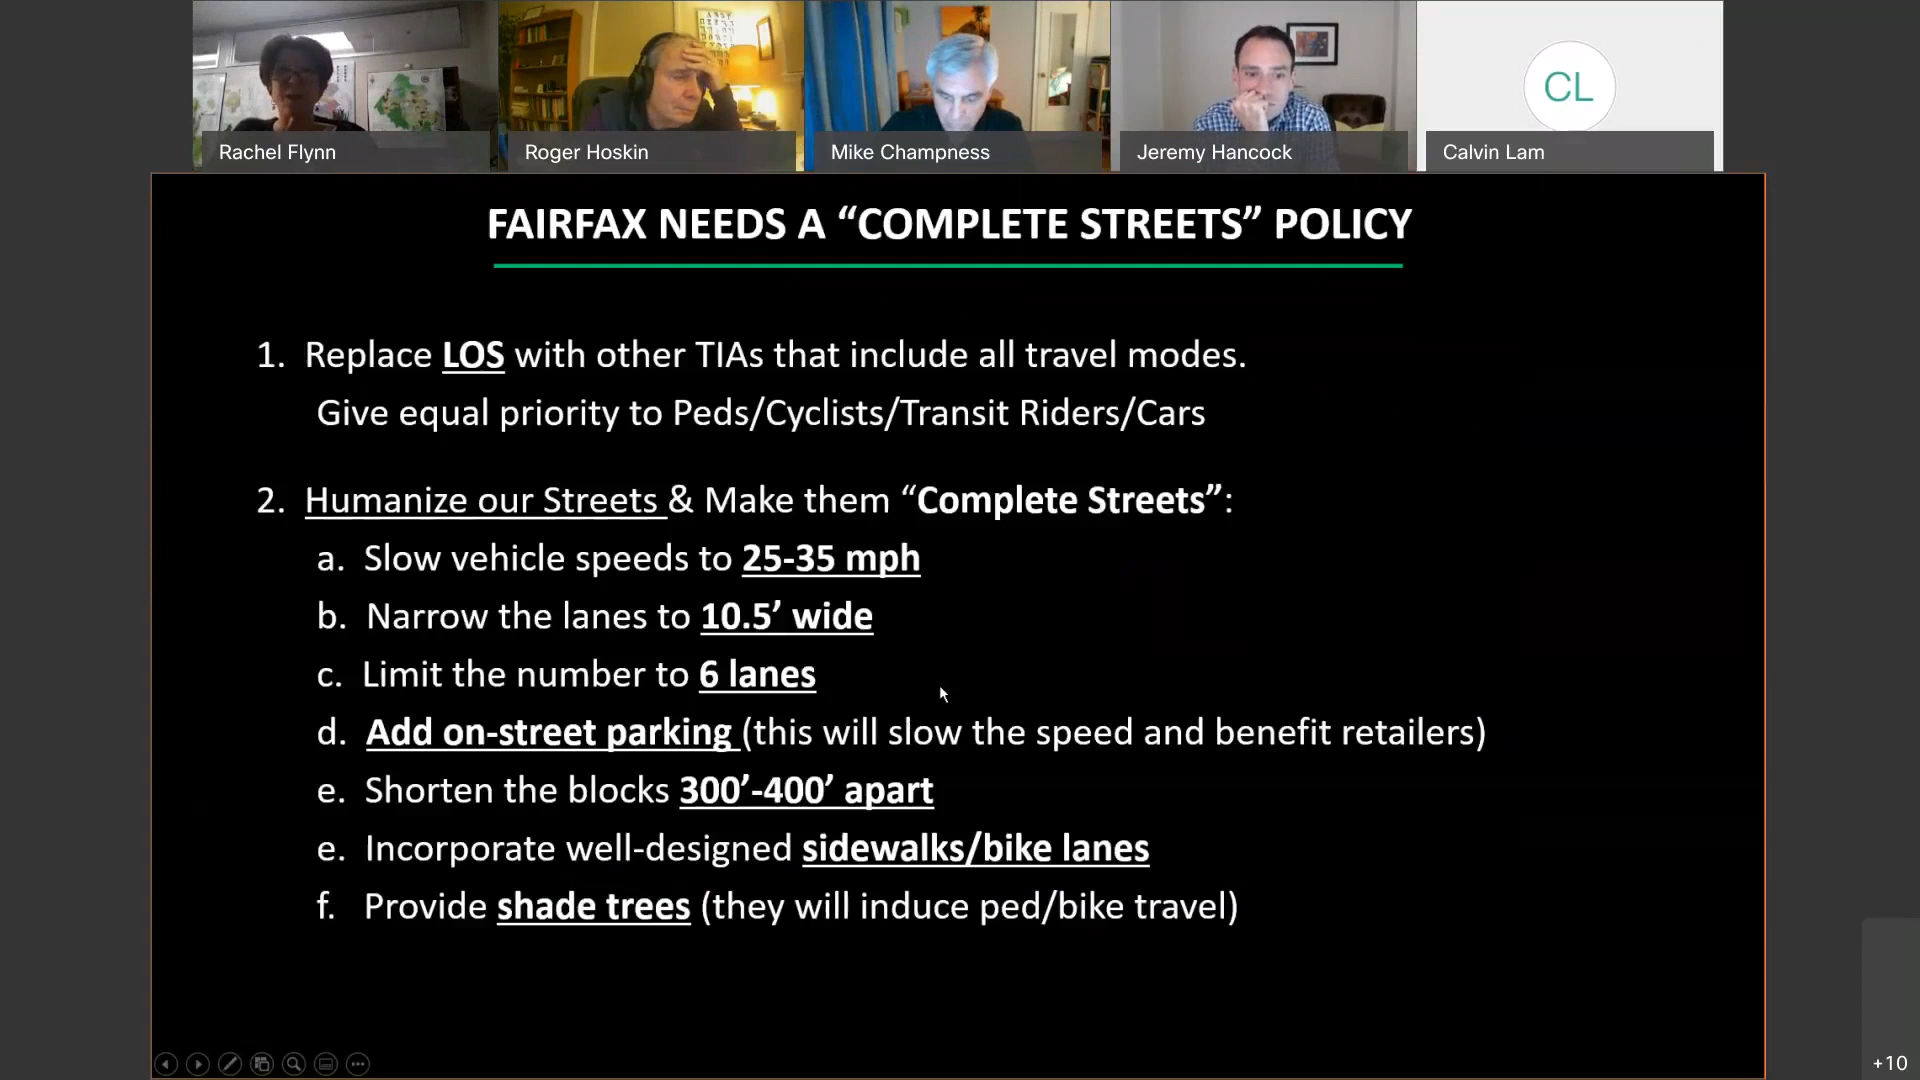 Rachel Flynn
Roger Hoskin
Mike Champness
Jeremy Hancock
CL
Calvin Lam
FAIRFAX NEEDS A “COMPLETE STREETS” POLICY
1. Replace LOS with other TIAs that include all travel modes.
Give equal priority to Peds/Cyclists/Transit Riders/Cars
2. Humanize our Streets & Make them “Complete Streets”:
a. Slow vehicle speeds to 25-35 mph
b. Narrow the lanes to 10.5’ wide
c. Limit the number to 6 lanes
d. Add on-street parking (this will slow the speed and benefit retailers)
e. Shorten the blocks 300’-400’ apart
e. Incorporate well-designed sidewalks/bike lanes
f. Provide shade trees (they will induce ped/bike travel)
+10